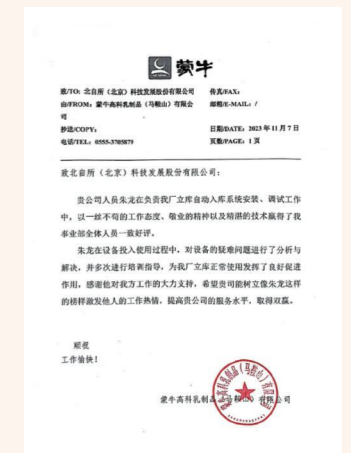 蒙牛
致/TO: 北自所（北京）科技发展股份有限公司
传真/FAX:
由/FROM: 蒙牛高科乳制品（马鞍山）有限公司
邮箱/E-MAIL: /
抄送/COPY:
日期/DATE: 2023 年 11 月 7 日
电话/TEL: 0555-3705879
页数/PAGE: 1 页
致北自所（北京）科技发展股份有限公司：
贵公司人员朱龙在负责我厂立库自动入库系统安装、调试工作
中，以一丝不苟的工作态度、敬业的精神以及精湛的技术赢得了我
事业部全体人员一致好评。
朱龙在设备投入使用过程中，对设备的疑难问题进行了分析与
解决，并多次进行培训指导，为我厂立库正常使用发挥了良好促进
作用，感谢他对我方工作的大力支持，希望贵司能树立像朱龙这样
的榜样激发他人的工作热情，提高贵公司的服务水平，取得双赢。
顺祝
工作愉快！
蒙牛高科乳制品（马鞍山）有限公司